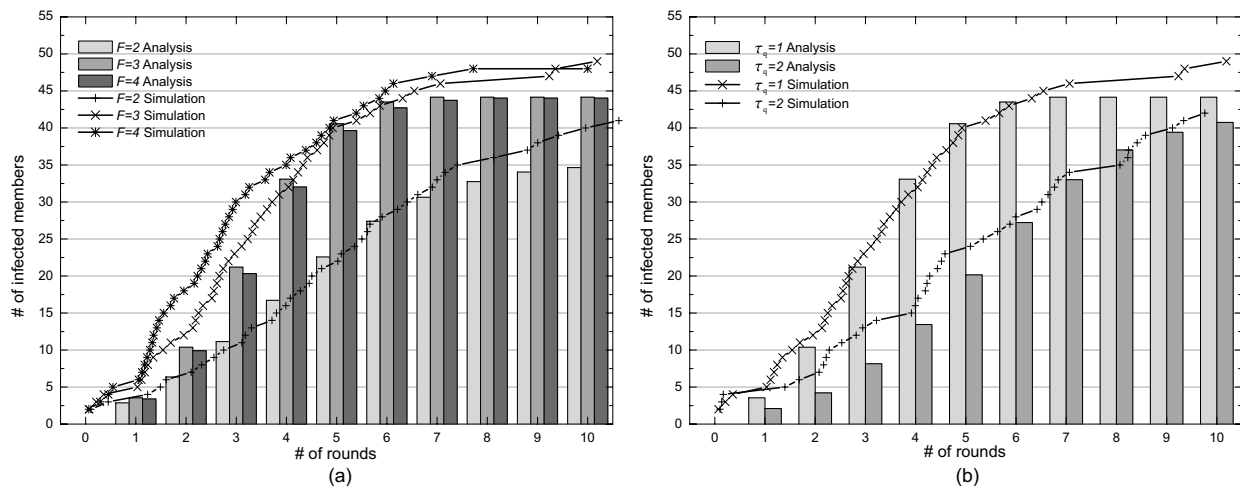 55
50
45
40
35
30
25
20
15
10
5
0
# of infected members
F=2 Analysis
F=3 Analysis
F=4 Analysis
F=2 Simulation
F=3 Simulation
F=4 Simulation
0 1 2 3 4 5 6 7 8 9 10
# of rounds
(a)
55
50
45
40
35
30
25
20
15
10
5
0
# of infected members
τq=1 Analysis
τq=2 Analysis
τq=1 Simulation
τq=2 Simulation
0 1 2 3 4 5 6 7 8 9 10
# of rounds
(b)